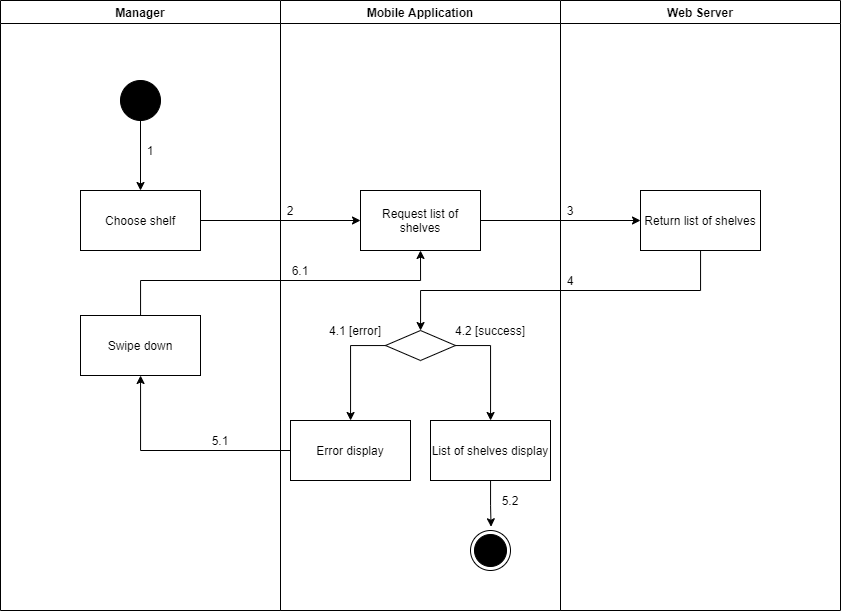 Manager
Mobile Application
Web Server
1
Choose shelf
2
Request list of
shelves
3
Return list of shelves
6.1
4
4.1 [error]
4.2 [success]
Swipe down
5.1
Error display
List of shelves display
5.2